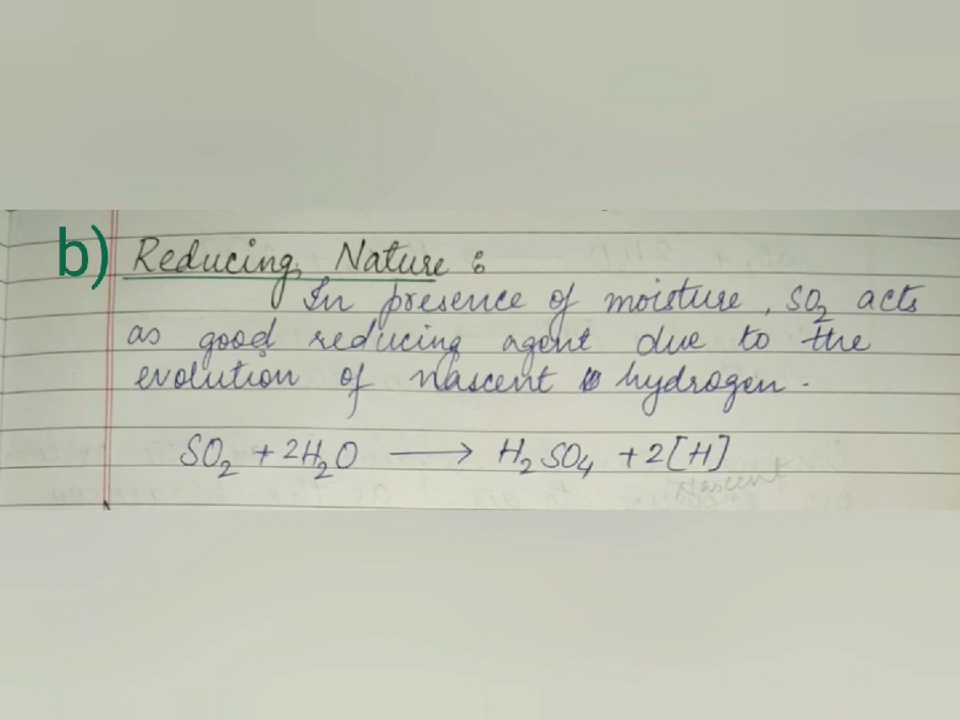 b) Reducing Nature :
In presence of moisture, SO₂ acts
as good reducing agent due to the
evolution of nascent hydrogen.
SO₂ + 2H₂O ⟶ H₂SO₄ + 2[H]
Nascent